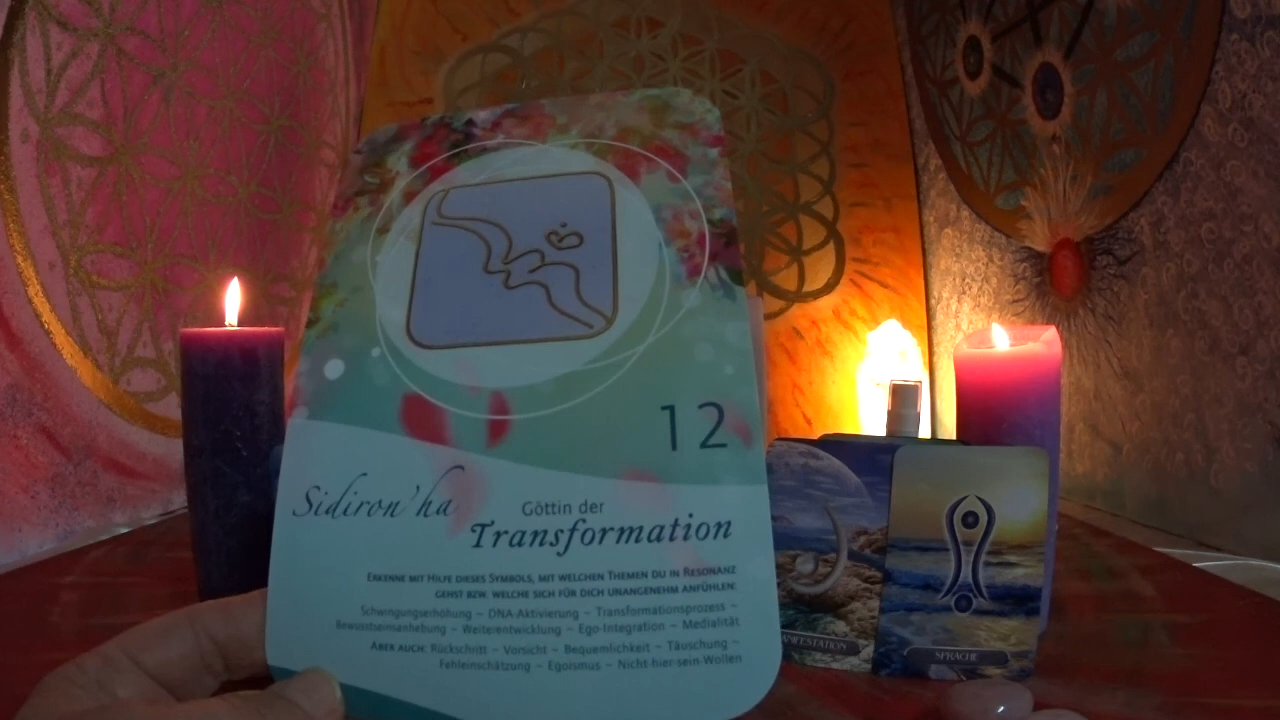 12
Sidiron'ha
Göttin der
Transformation
Erkenne mit Hilfe dieses Symbols, mit welchen Themen du in Resonanz
gehst bzw. welche sich für dich unangenehm anfühlen:
Schwingungserhöhung ~ DNA-Aktivierung ~ Transformationsprozess ~
Bewusstseinsanhebung ~ Weiterentwicklung ~ Ego-Integration ~ Medialität
Aber auch: Rückschritt ~ Vorsicht ~ Bequemlichkeit ~ Täuschung ~
Fehleinschätzung ~ Egoismus ~ Nicht-hier-sein-Wollen
SPRACHE